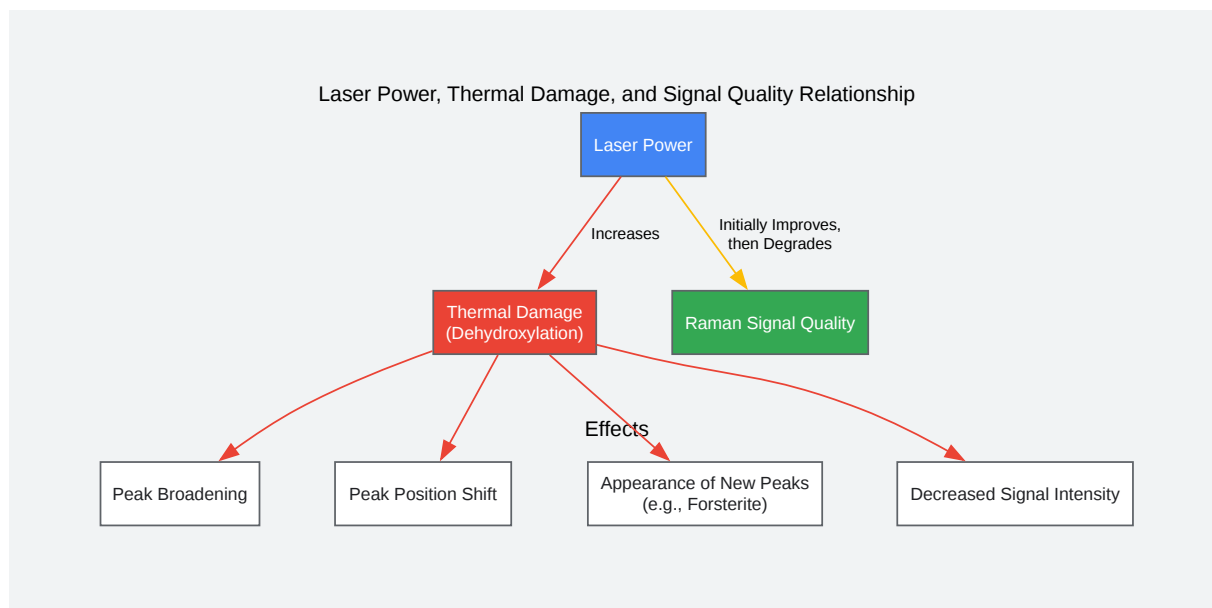 Laser Power, Thermal Damage, and Signal Quality Relationship
Laser Power
Increases
Initially Improves,
then Degrades
Thermal Damage
(Dehydroxylation)
Raman Signal Quality
Effects
Peak Broadening
Peak Position Shift
Appearance of New Peaks
(e.g., Forsterite)
Decreased Signal Intensity